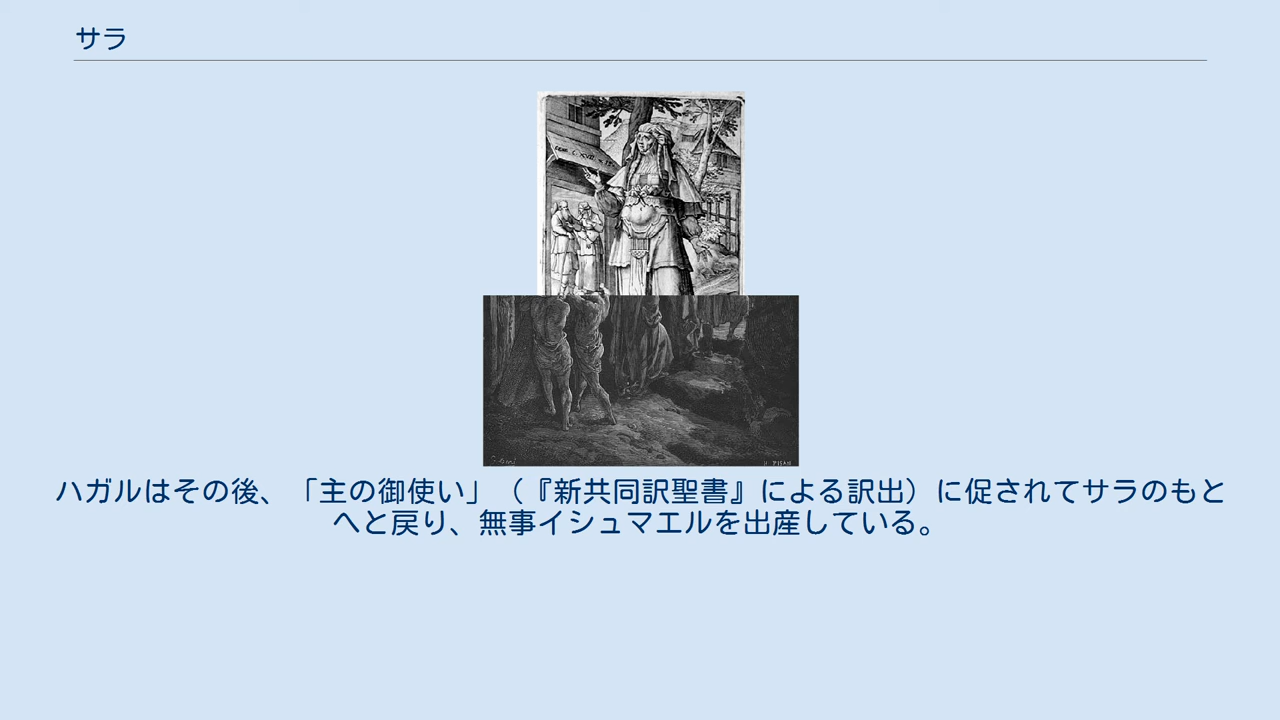 サラ
ハガルはその後、「主の御使い」（『新共同訳聖書』による訳出）に促されてサラのもと
へと戻り、無事イシュマエルを出産している。
H. PISAN